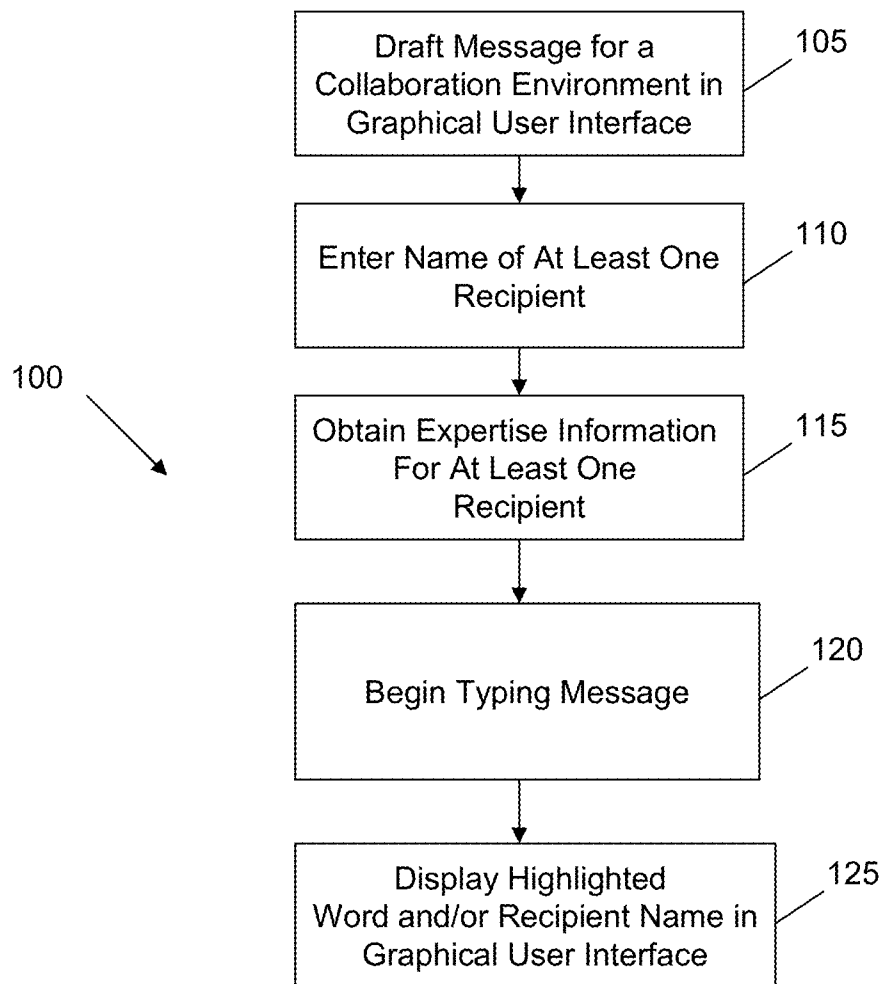 Draft Message for a
Collaboration Environment in
Graphical User Interface
105
Enter Name of At Least One
Recipient
110
100
Obtain Expertise Information
For At Least One
Recipient
115
Begin Typing Message
120
Display Highlighted
Word and/or Recipient Name in
Graphical User Interface
125